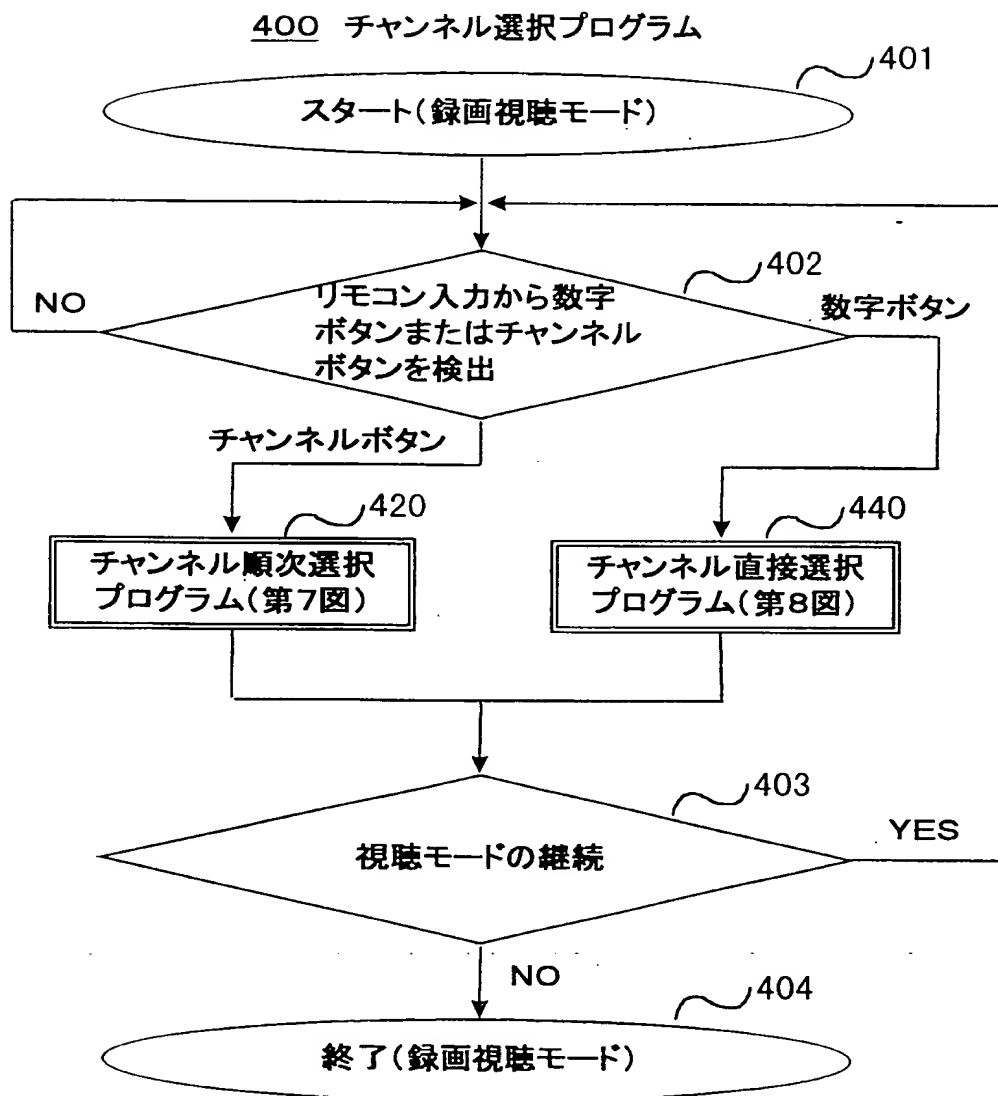 400 チャンネル選択プログラム
401
スタート(録画視聴モード)
402
NO
リモコン入力から数字
ボタンまたはチャンネル
ボタンを検出
数字ボタン
チャンネルボタン
420
440
チャンネル順次選択
プログラム(第7図)
チャンネル直接選択
プログラム(第8図)
403
YES
視聴モードの継続
NO
404
終了(録画視聴モード)